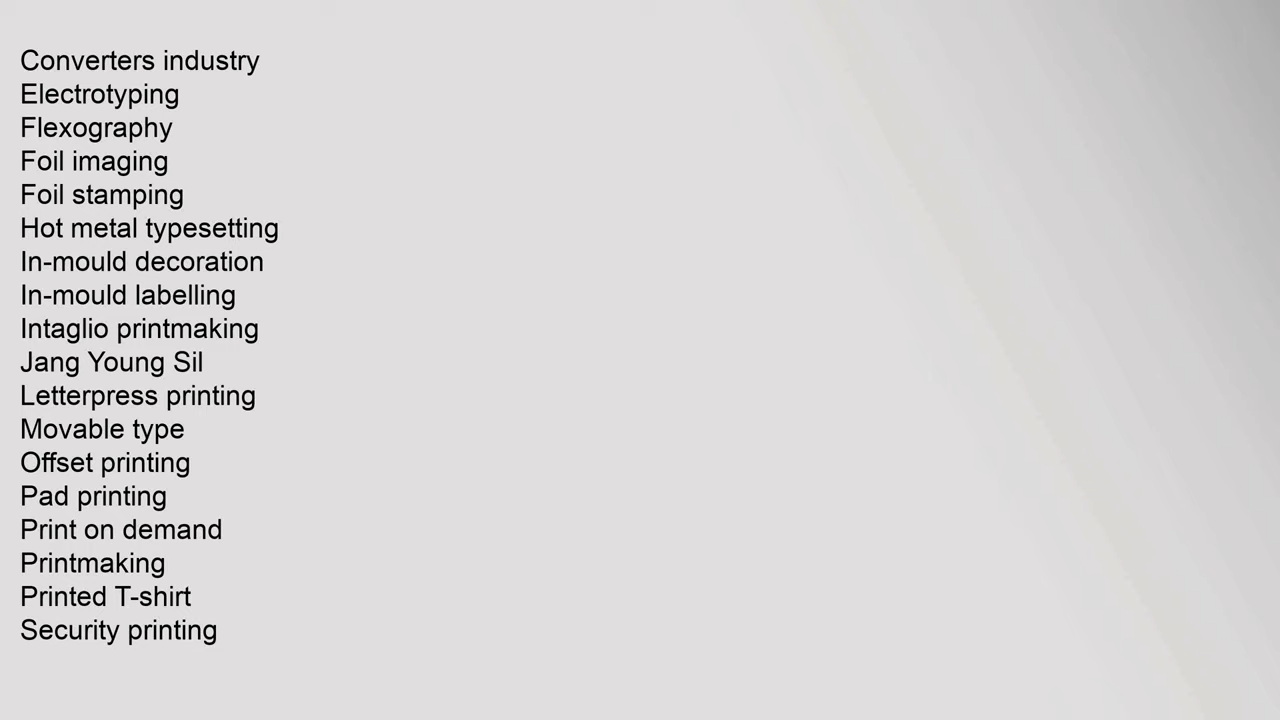 Converters industry
Electrotyping
Flexography
Foil imaging
Foil stamping
Hot metal typesetting
In-mould decoration
In-mould labelling
Intaglio printmaking
Jang Young Sil
Letterpress printing
Movable type
Offset printing
Pad printing
Print on demand
Printmaking
Printed T-shirt
Security printing